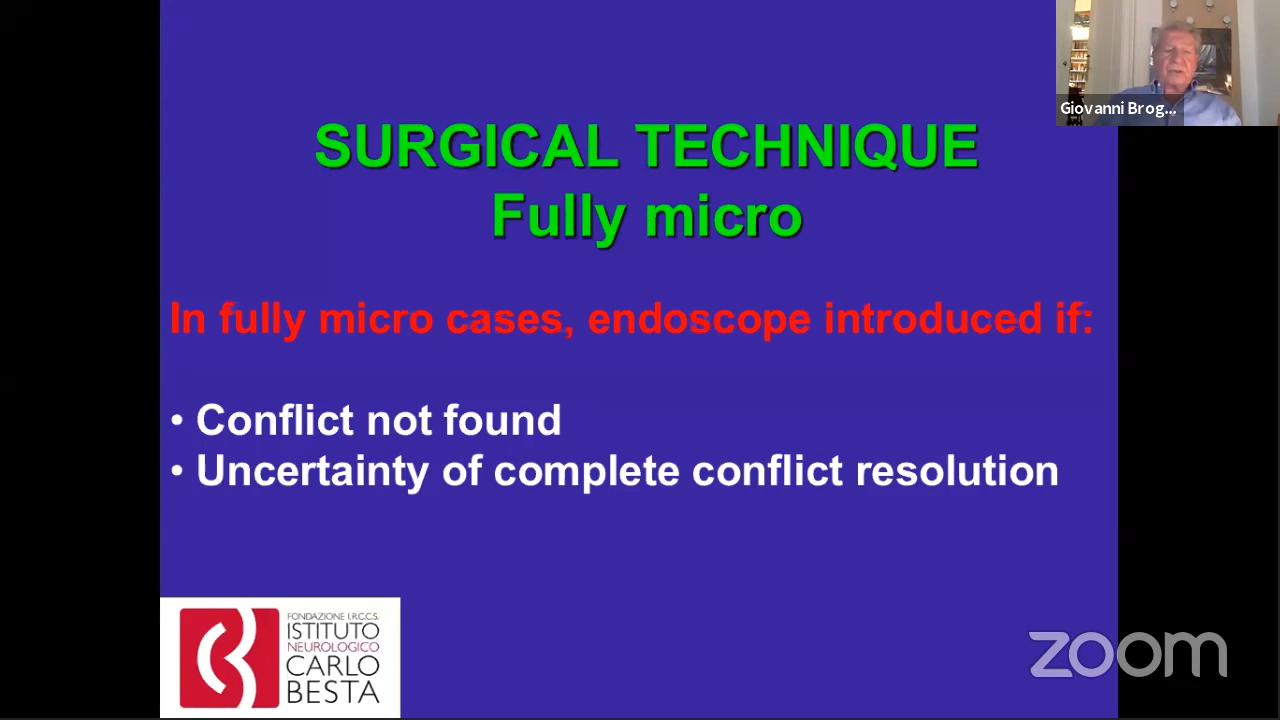 Giovanni Brog...
SURGICAL TECHNIQUE
Fully micro
In fully micro cases, endoscope introduced if:
• Conflict not found
• Uncertainty of complete conflict resolution
FONDAZIONE I.R.C.C.S.
ISTITUTO
NEUROLOGICO
CARLO
BESTA
zoom